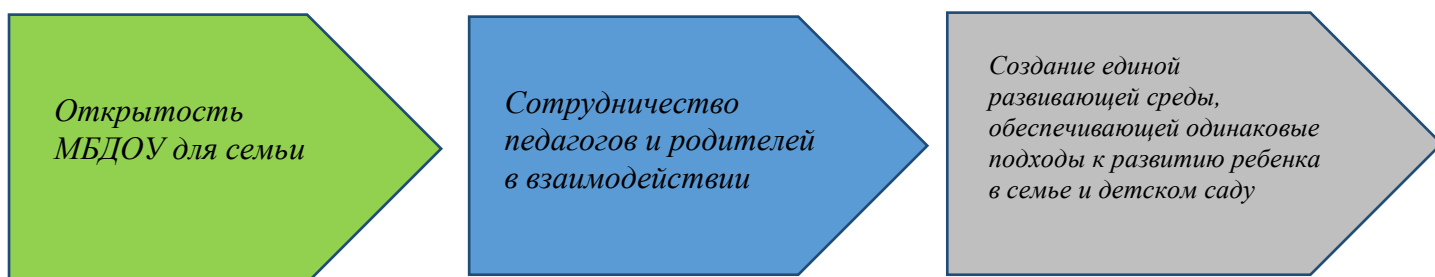 Открытость
МБДОУ для семьи
Сотрудничество
педагогов и родителей
в взаимодействии
Создание единой
развивающей среды,
обеспечивающей одинаковые
подходы к развитию ребенка
в семье и детском саду